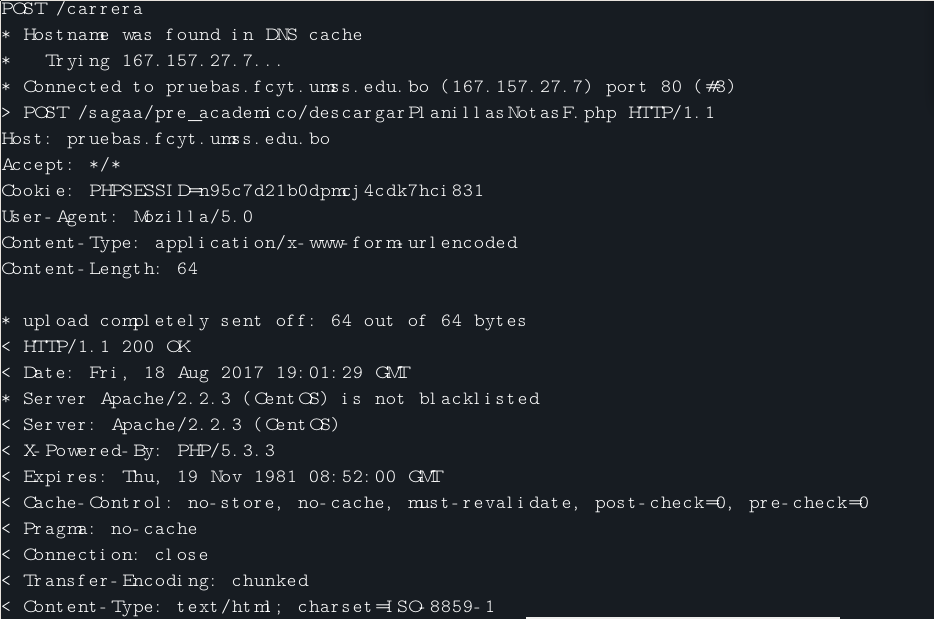 POST /carrera
* Hostname was found in DNS cache
*   Trying 167.157.27.7...
* Connected to pruebas.fcyt.umss.edu.bo (167.157.27.7) port 80 (#3)
> POST /sagaa/pre_academico/descargarPlanillasNotasF.php HTTP/1.1
Host: pruebas.fcyt.umss.edu.bo
Accept: */*
Cookie: PHPSESSID=n95c7d21b0dpmcj4cdk7hci831
User-Agent: Mozilla/5.0
Content-Type: application/x-www-form-urlencoded
Content-Length: 64

* upload completely sent off: 64 out of 64 bytes
< HTTP/1.1 200 OK
< Date: Fri, 18 Aug 2017 19:01:29 GMT
* Server Apache/2.2.3 (CentOS) is not blacklisted
< Server: Apache/2.2.3 (CentOS)
< X-Powered-By: PHP/5.3.3
< Expires: Thu, 19 Nov 1981 08:52:00 GMT
< Cache-Control: no-store, no-cache, must-revalidate, post-check=0, pre-check=0
< Pragma: no-cache
< Connection: close
< Transfer-Encoding: chunked
< Content-Type: text/html; charset=ISO-8859-1